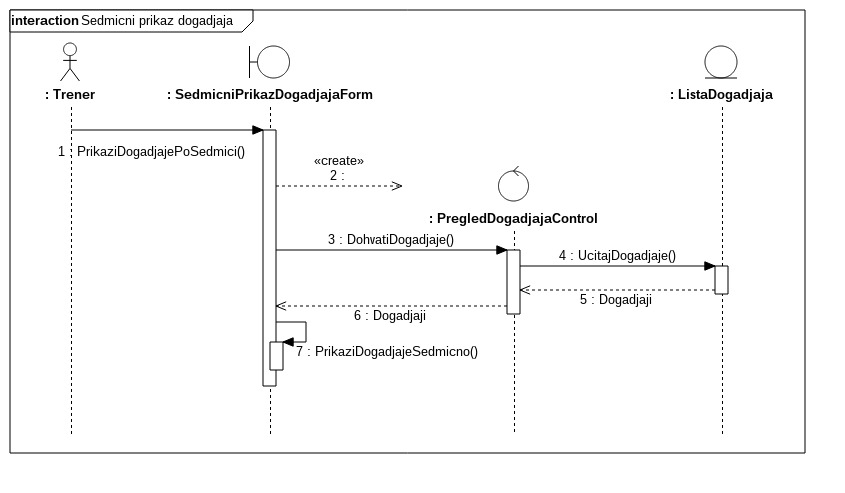 interaction Sedmicni prikaz dogadjaja
: Trener
: SedmicniPrikazDogadjajaForm
: ListaDogadjaja
1 : PrikaziDogadjajePoSedmici()
«create»
2 :
: PregledDogadjajaControl
3 : DohvatiDogadjaje()
4 : UcitajDogadjaje()
5 : Dogadjaji
6 : Dogadjaji
7 : PrikaziDogadjajeSedmicno()